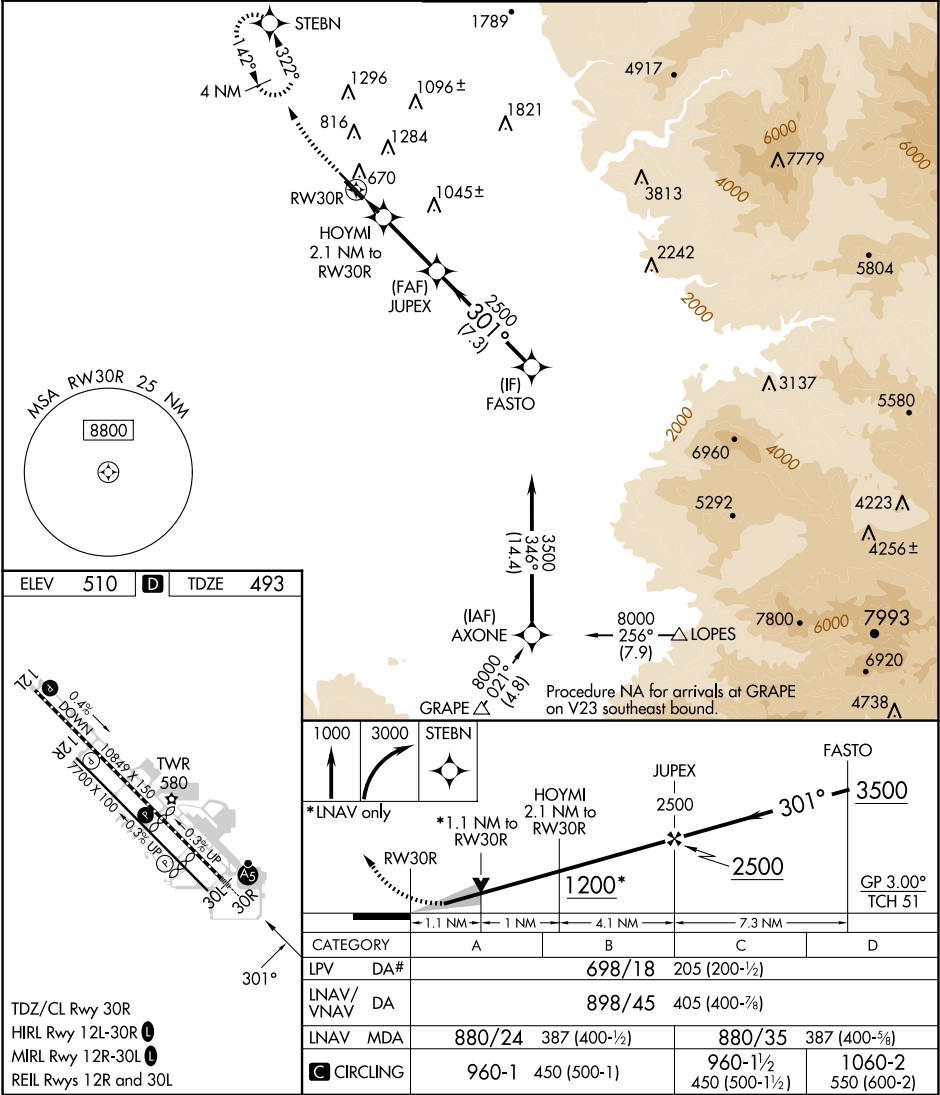 STEBN
142°
322°
4 NM
1789
4917
1296
1096±
816
1284
1821
6000
6000
7779
670
RW30R
1045±
3813
4000
HOYMI
2.1 NM to
RW30R
2242
5804
(FAF)
JUPEX
2500
301°
(7.3)
2000
(IF)
FASTO
MSA RW30R 25 NM
8800
3137
5580
2000
6960
4000
5292
4223
4256±
3500
346°
(14.4)
(IAF)
AXONE
8000
256°
(7.9)
LOPES
7800
6000
7993
6920
8000
021°
(4.8)
GRAPE
Procedure NA for arrivals at GRAPE
on V23 southeast bound.
4738
ELEV 510 D TDZE 493
12L
P
0.4%
DOWN
12R
P
10849 X 150
7700 X 100
TWR
580
P
0.3% UP
0.3% UP
P
A5
30L
30R
301°
TDZ/CL Rwy 30R
HIRL Rwy 12L-30R L
MIRL Rwy 12R-30L L
REIL Rwys 12R and 30L
1000 3000 STEBN
*LNAV only
RW30R
*1.1 NM to
RW30R
HOYMI
2.1 NM to
RW30R
JUPEX
2500
FASTO
301°
3500
2500
1200*
GP 3.00°
TCH 51
1.1 NM 1 NM 4.1 NM 7.3 NM
CATEGORY A B C D
LPV DA# 698/18 205 (200-½)
LNAV/
VNAV DA 898/45 405 (400-⅞)
LNAV MDA 880/24 387 (400-½) 880/35 387 (400-⅝)
C CIRCLING 960-1 450 (500-1) 960-1½
450 (500-1½) 1060-2
550 (600-2)